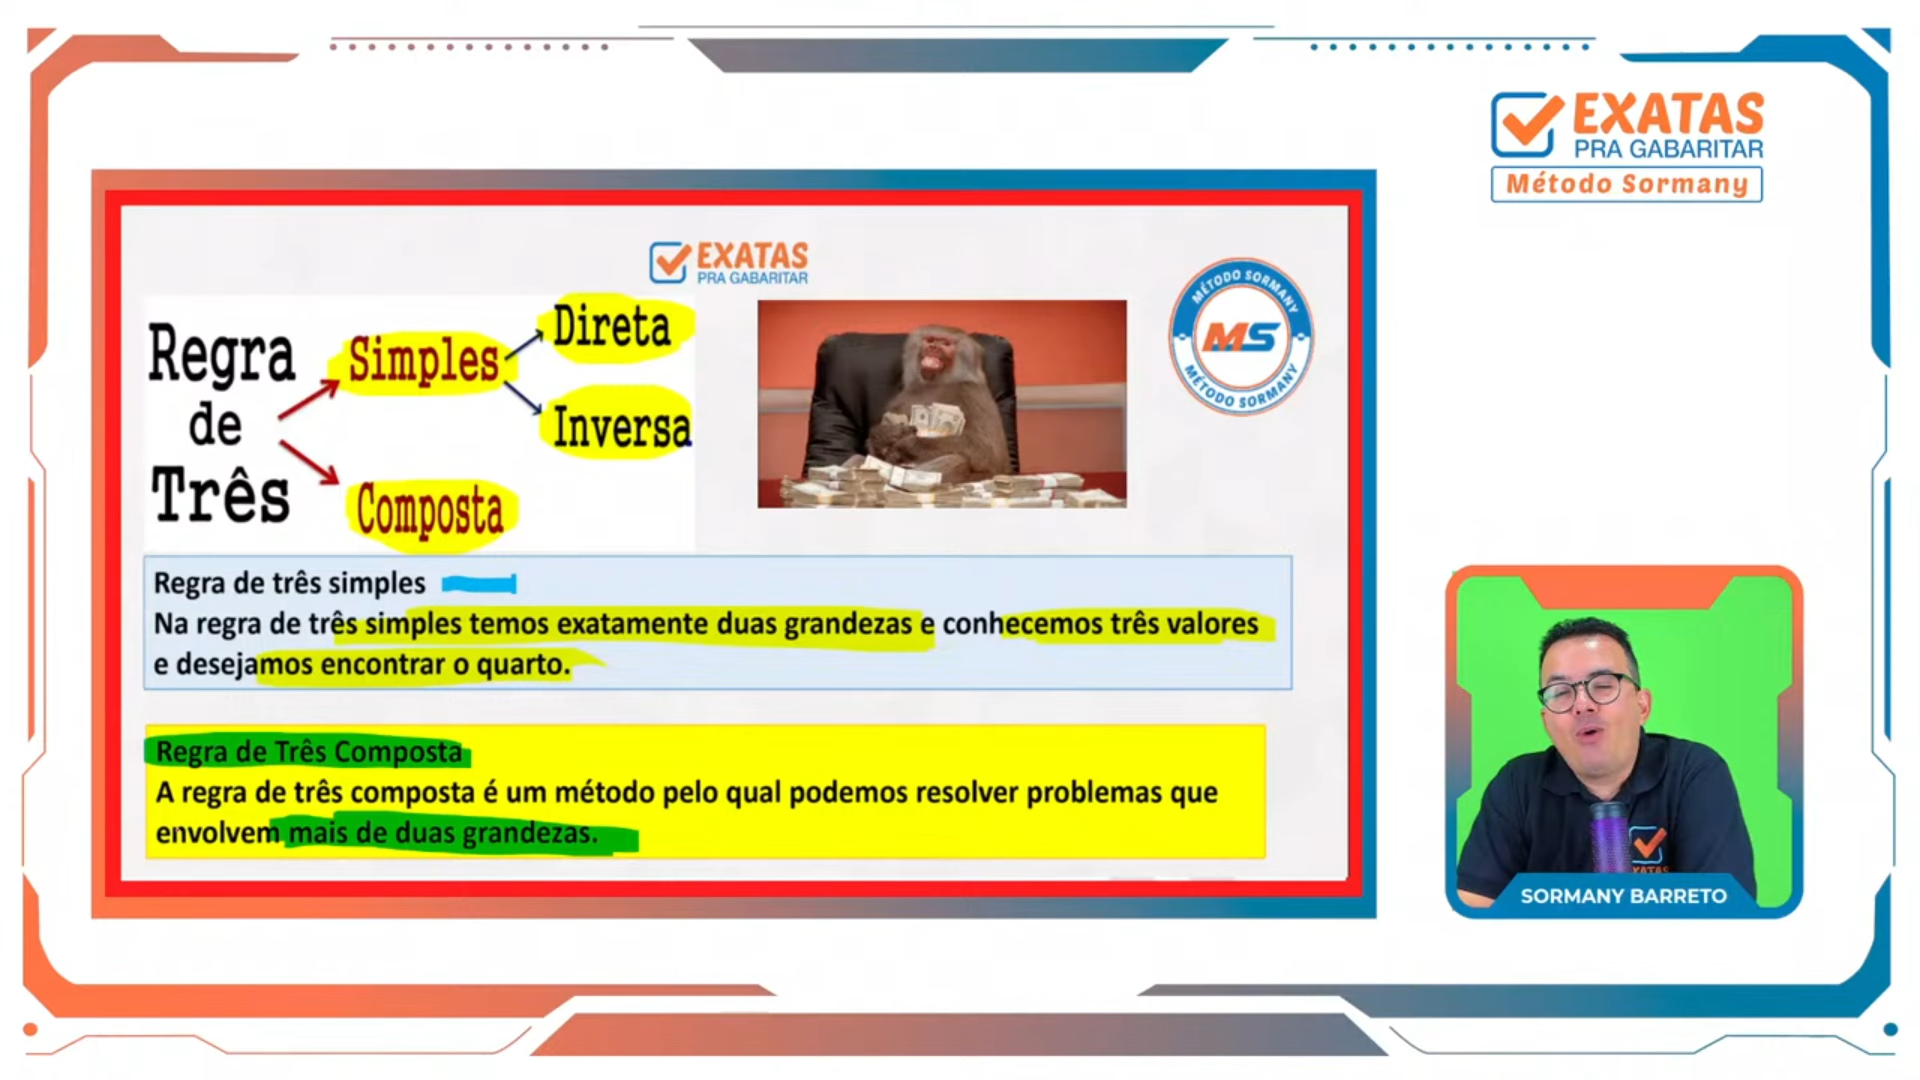 EXATAS
PRA GABARITAR
Método Sormany
EXATAS
PRA GABARITAR
MÉTODO SORMANY
MS
MÉTODO SORMANY
Regra
de
Três
Simples
Direta
Inversa
Composta
Regra de três simples
Na regra de três simples temos exatamente duas grandezas e conhecemos três valores
e desejamos encontrar o quarto.
Regra de Três Composta
A regra de três composta é um método pelo qual podemos resolver problemas que
envolvem mais de duas grandezas.
SORMANY BARRETO